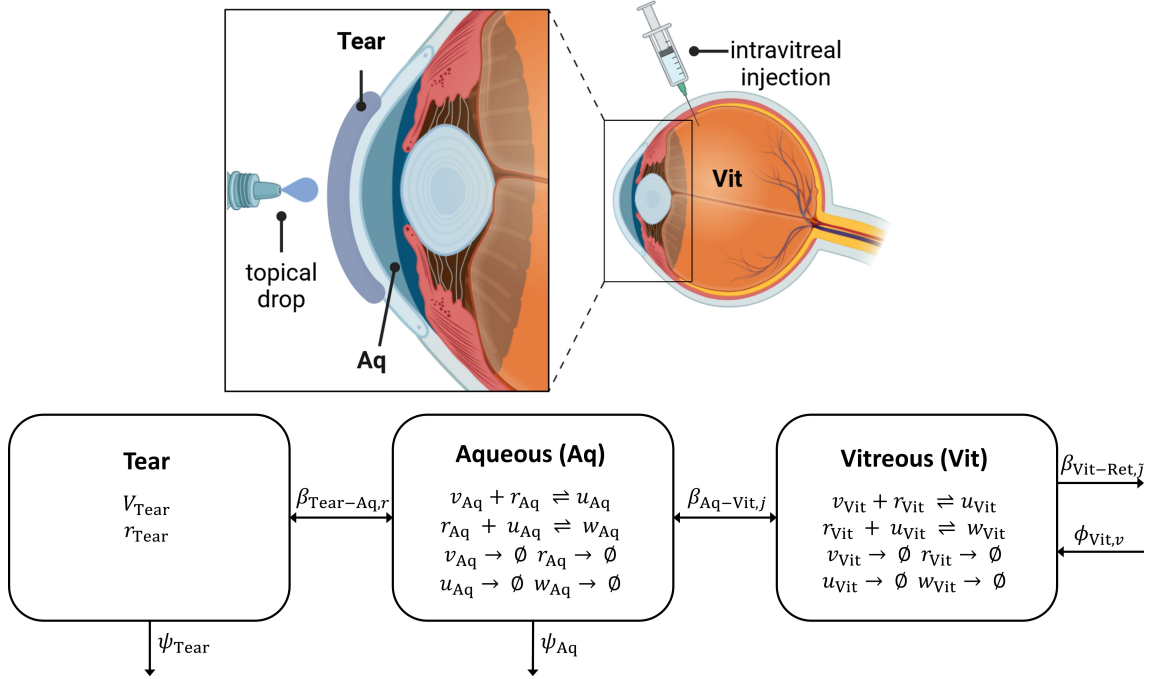 Tear
topical
drop
Aq
intravitreal
injection
Vit
Tear
V_Tear
r_Tear
ψ_Tear
β_Tear−Aq,r
Aqueous (Aq)
v_Aq + r_Aq ⇌ u_Aq
r_Aq + u_Aq ⇌ w_Aq
v_Aq → ∅ r_Aq → ∅
u_Aq → ∅ w_Aq → ∅
ψ_Aq
β_Aq−Vit,j
Vitreous (Vit)
v_Vit + r_Vit ⇌ u_Vit
r_Vit + u_Vit ⇌ w_Vit
v_Vit → ∅ r_Vit → ∅
u_Vit → ∅ w_Vit → ∅
β_Vit−Ret,j̃
ϕ_Vit,v